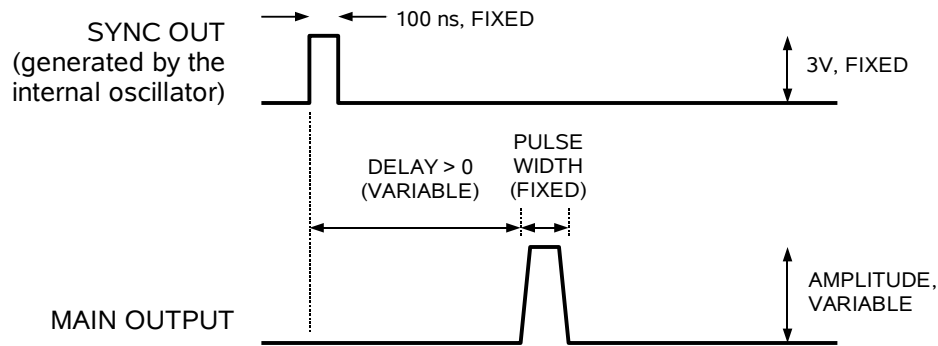 100 ns, FIXED
SYNC OUT
(generated by the
internal oscillator)
3V, FIXED
PULSE
WIDTH
(FIXED)
DELAY > 0
(VARIABLE)
AMPLITUDE,
VARIABLE
MAIN OUTPUT